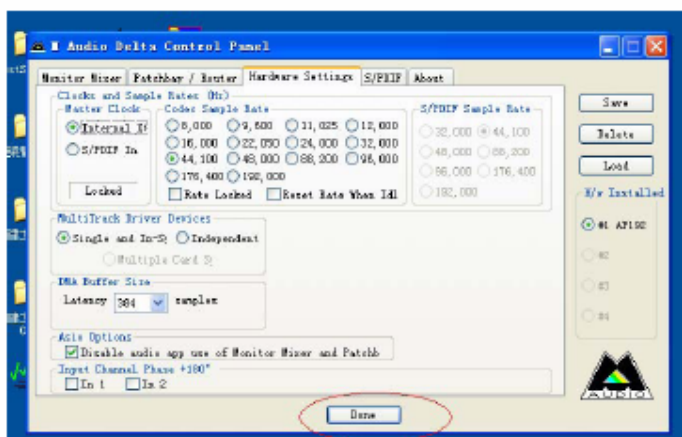 M Audio Delta Control Panel
Monitor Mixer Patchbay / Router Hardware Settings S/PDIF About
Clocks and Sample Rates (Hz)
Master Clock Codec Sample Rate S/PDIF Sample Rate
Internal X
S/PDIF In
Locked
8,000 9,600 11,025 12,000
16,000 22,050 24,000 32,000
44,100 48,000 88,200 96,000
176,400 192,000
Rate Locked Reset Rate When Idl
32,000 44,100
48,000 88,200
96,000 176,400
192,000
Save
Delete
Load
H/w Installed
#1 AP192
#2
#3
#4
MultiTrack Driver Devices
Single and In-S Independent
Multiple Card S
DMA Buffer Size
Latency 384 samples
Asio Options
Disable audio app use of Monitor Mixer and Patchb
Input Channel Phase +180°
In 1 In 2
M
AUDIO
Done